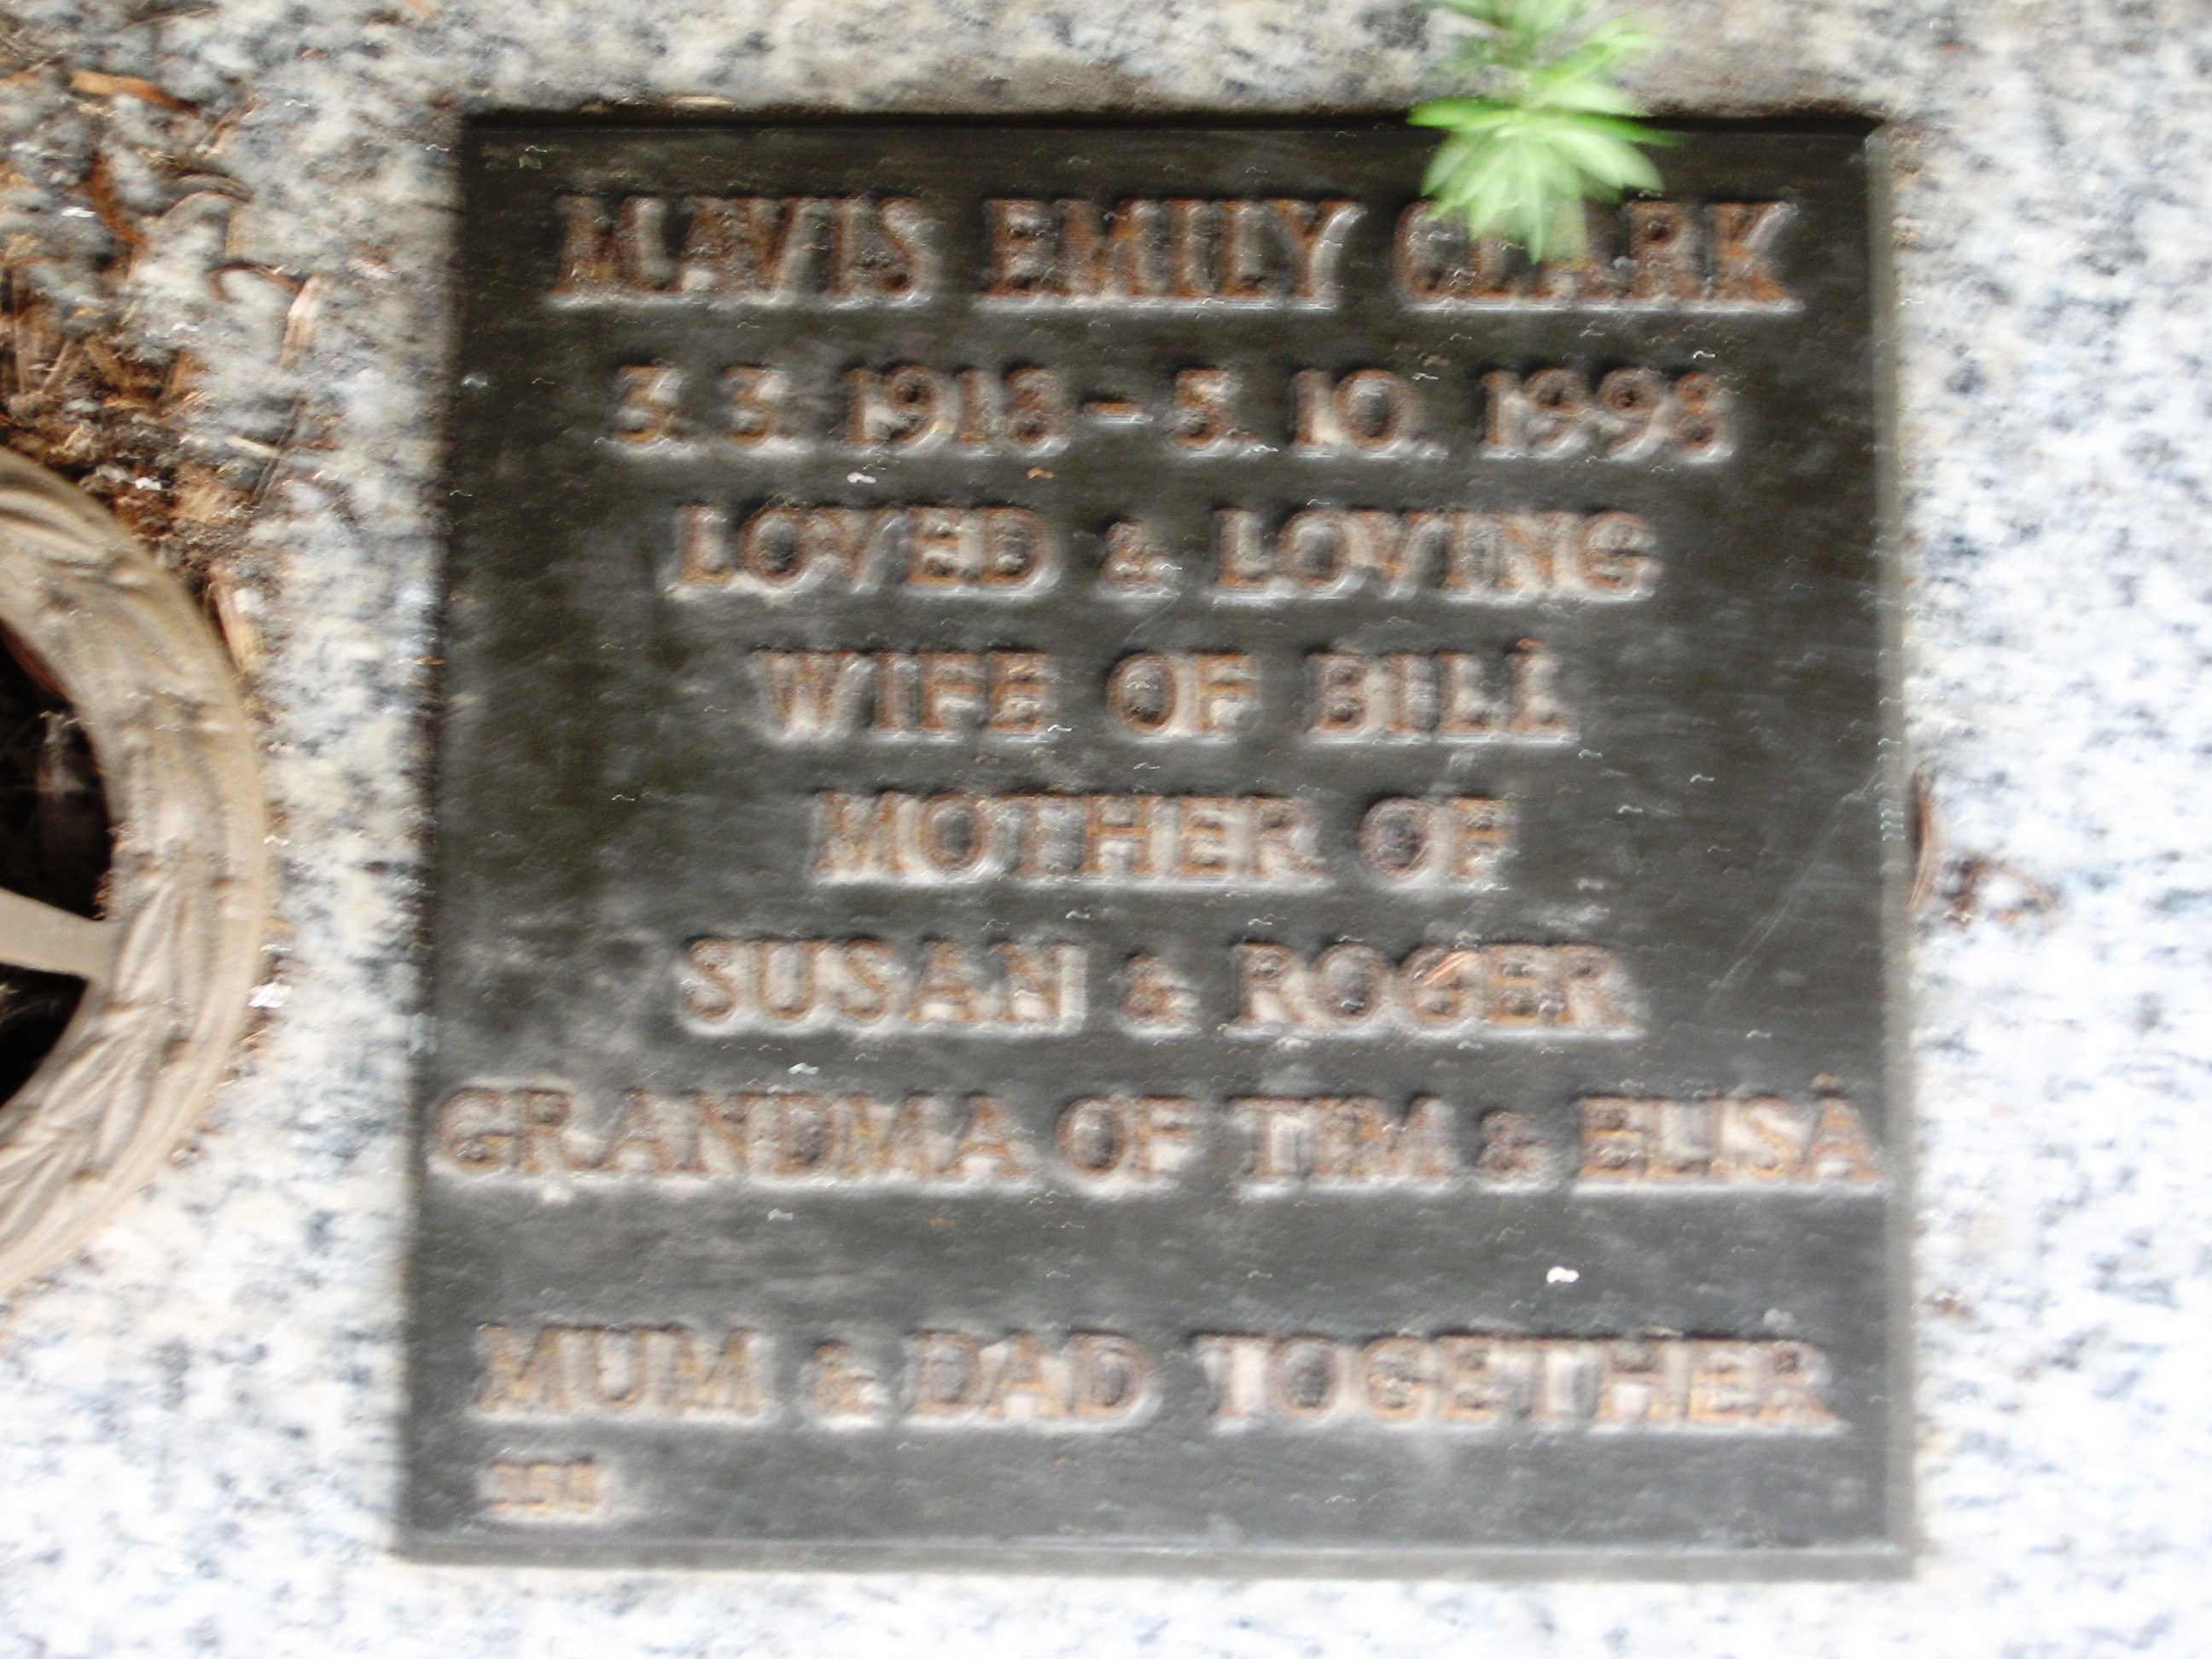 MAVIS EMILY CLARK
3. 3. 1918 - 5. 10. 1998
LOVED & LOVING
WIFE OF BILL
MOTHER OF
SUSAN & ROGER
GRANDMA OF TIM & ELISA
MUM & DAD TOGETHER